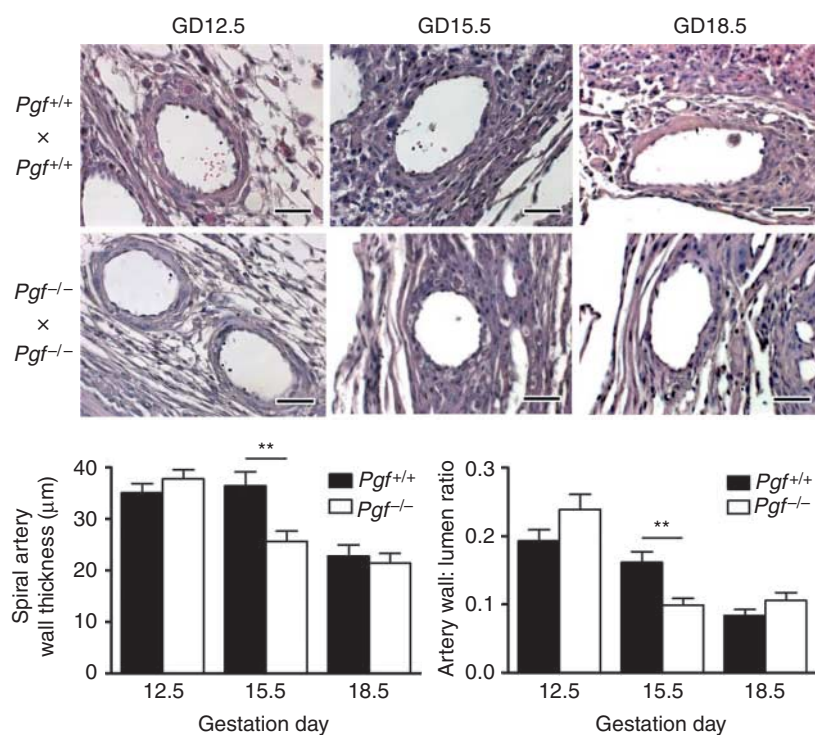 GD12.5 GD15.5 GD18.5
Pgf+/+
×
Pgf+/+
Pgf−/−
×
Pgf−/−
Spiral artery
wall thickness (μm)
40
30
20
10
0
**
Pgf+/+
Pgf−/−
12.5 15.5 18.5
Gestation day
Artery wall: lumen ratio
0.3
0.2
0.1
0.0
**
Pgf+/+
Pgf−/−
12.5 15.5 18.5
Gestation day